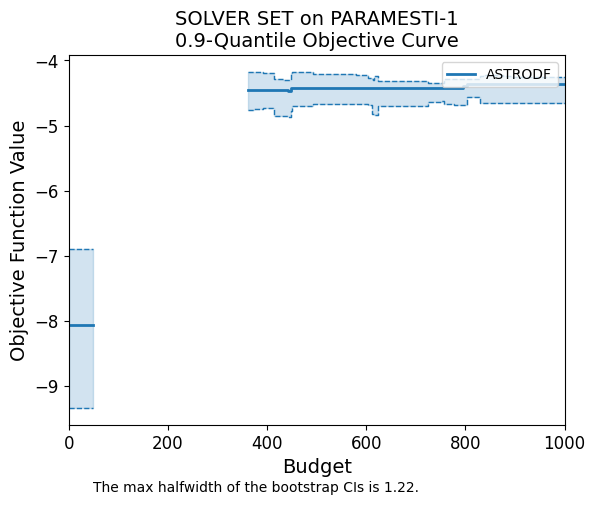 SOLVER SET on PARAMESTI-1
0.9-Quantile Objective Curve
ASTRODF
Objective Function Value
−4
−5
−6
−7
−8
−9
0 200 400 600 800 1000
Budget
The max halfwidth of the bootstrap CIs is 1.22.